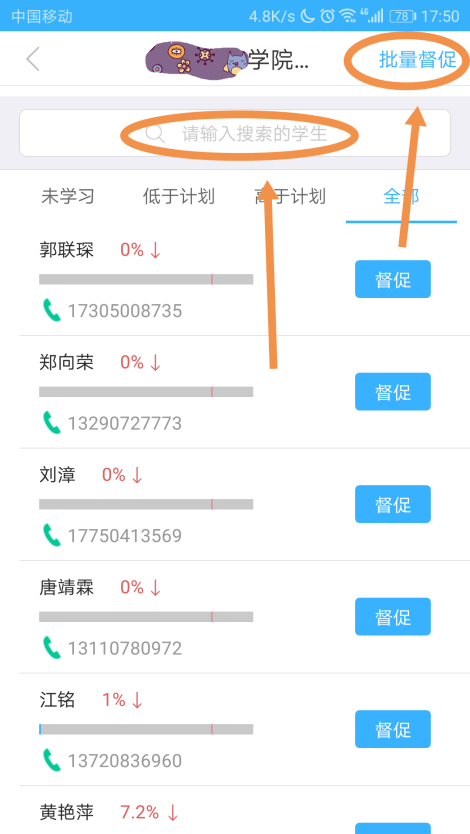 中国移动 4.8K/s 4G 78 17:50
学院... 批量督促
请输入搜索的学生
未学习 低于计划 高于计划 全部
郭联琛 0% ↓
督促
17305008735
郑向荣 0% ↓
督促
13290727773
刘漳 0% ↓
督促
17750413569
唐靖霖 0% ↓
督促
13110780972
江铭 1% ↓
督促
13720836960
黄艳萍 7.2% ↓